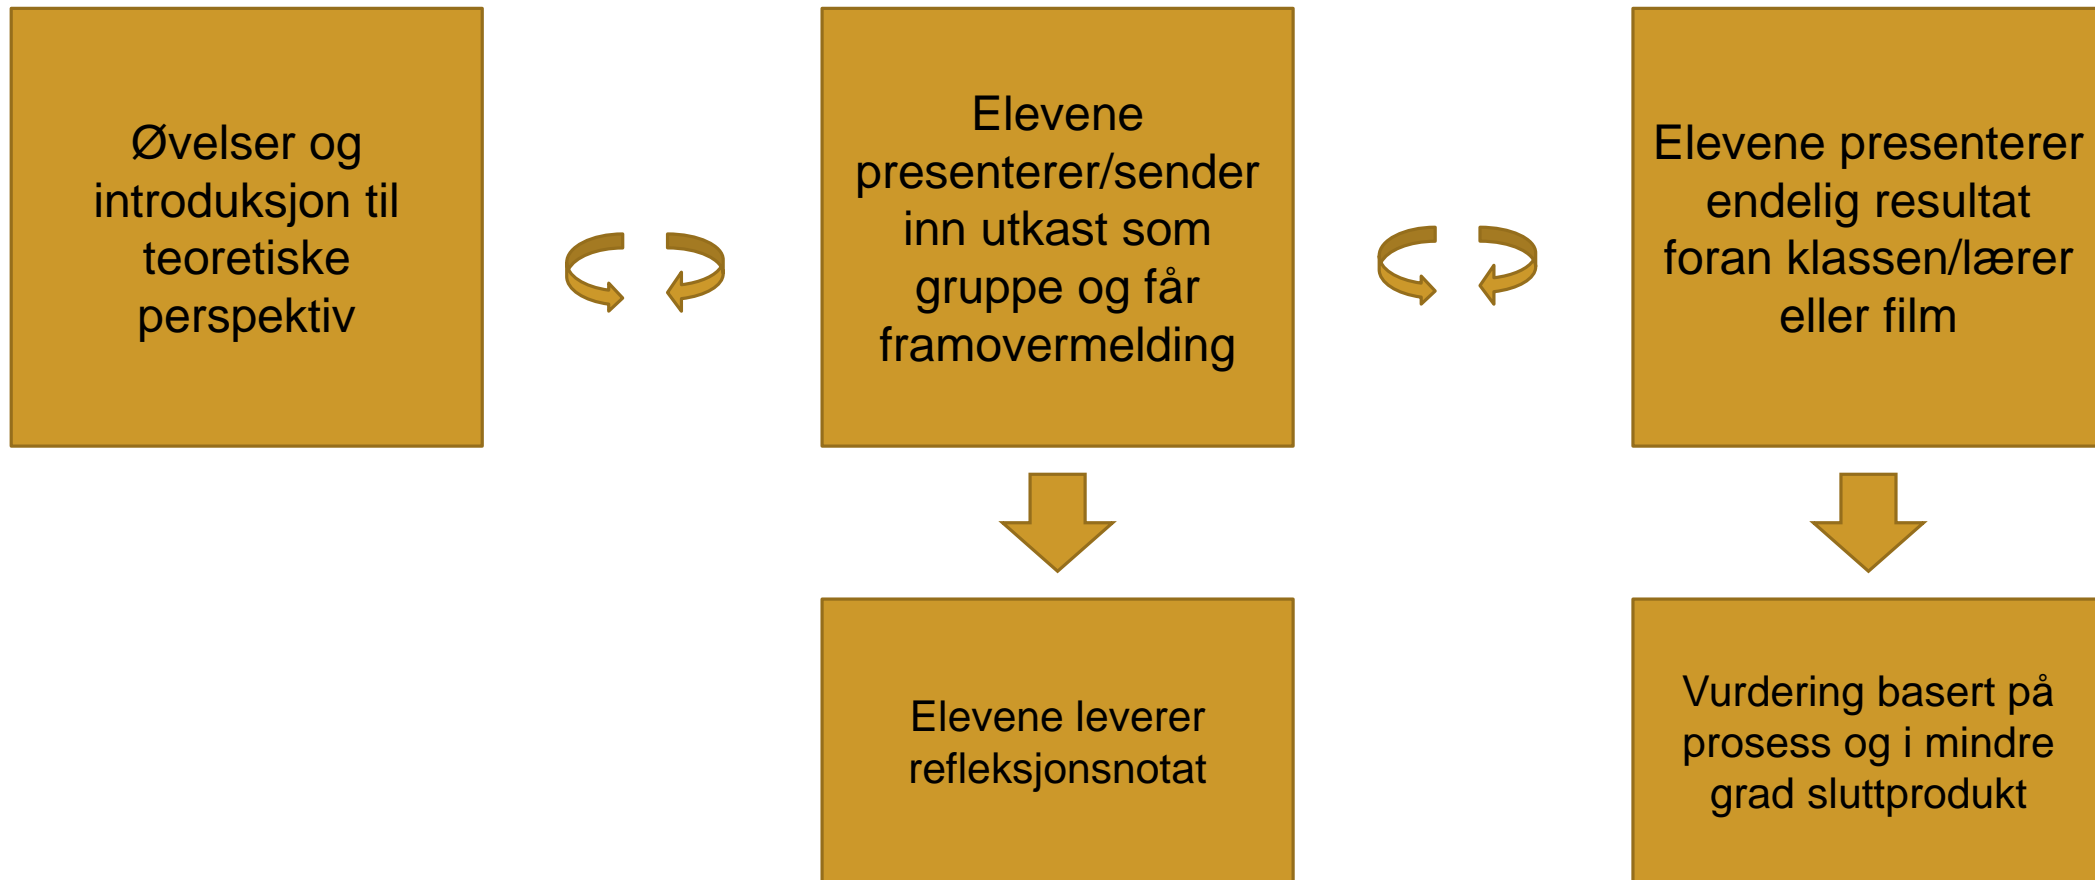 Øvelser og
introduksjon til
teoretiske
perspektiv
Elevene
presenterer/sender
inn utkast som
gruppe og får
framovermelding
Elevene presenterer
endelig resultat
foran klassen/lærer
eller film
Elevene leverer
refleksjonsnotat
Vurdering basert på
prosess og i mindre
grad sluttprodukt